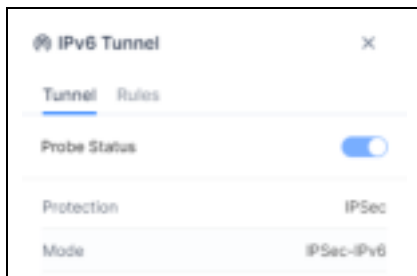 IPv6 Tunnel
Tunnel Rules
Probe Status
Protection IPSec
Mode IPSec-IPv6